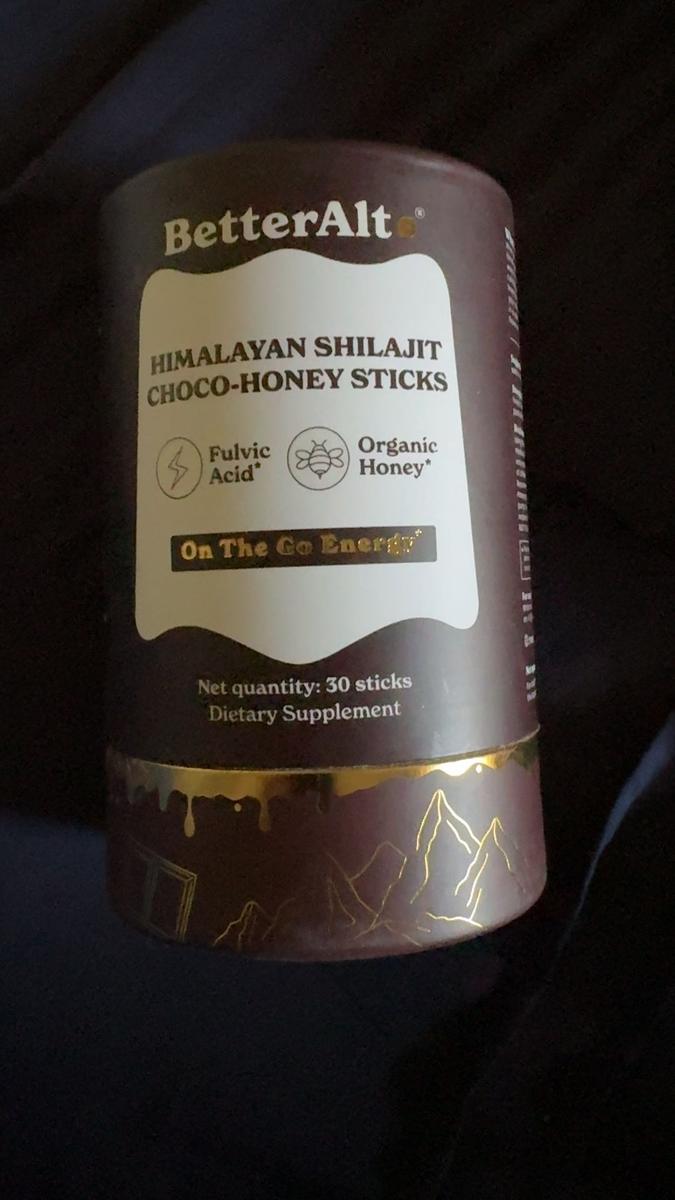 BetterAlt®
HIMALAYAN SHILAJIT
CHOCO-HONEY STICKS
Fulvic
Acid*
Organic
Honey*
On The Go Energy*
Net quantity: 30 sticks
Dietary Supplement